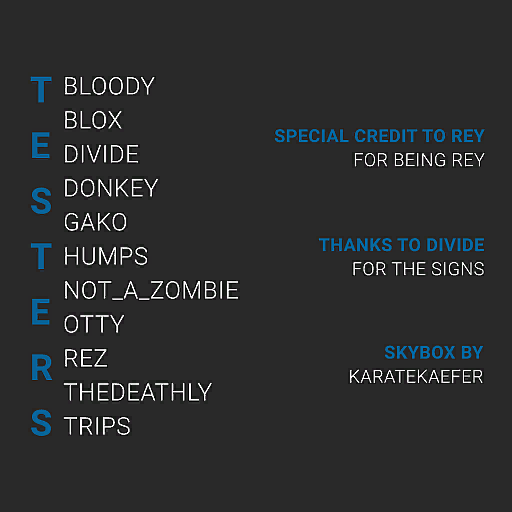 TESTERS
BLOODY
BLOX
DIVIDE
DONKEY
GAKO
HUMPS
NOT_A_ZOMBIE
OTTY
REZ
THEDEATHLY
TRIPS
SPECIAL CREDIT TO REY
FOR BEING REY
THANKS TO DIVIDE
FOR THE SIGNS
SKYBOX BY
KARATEKAEFER